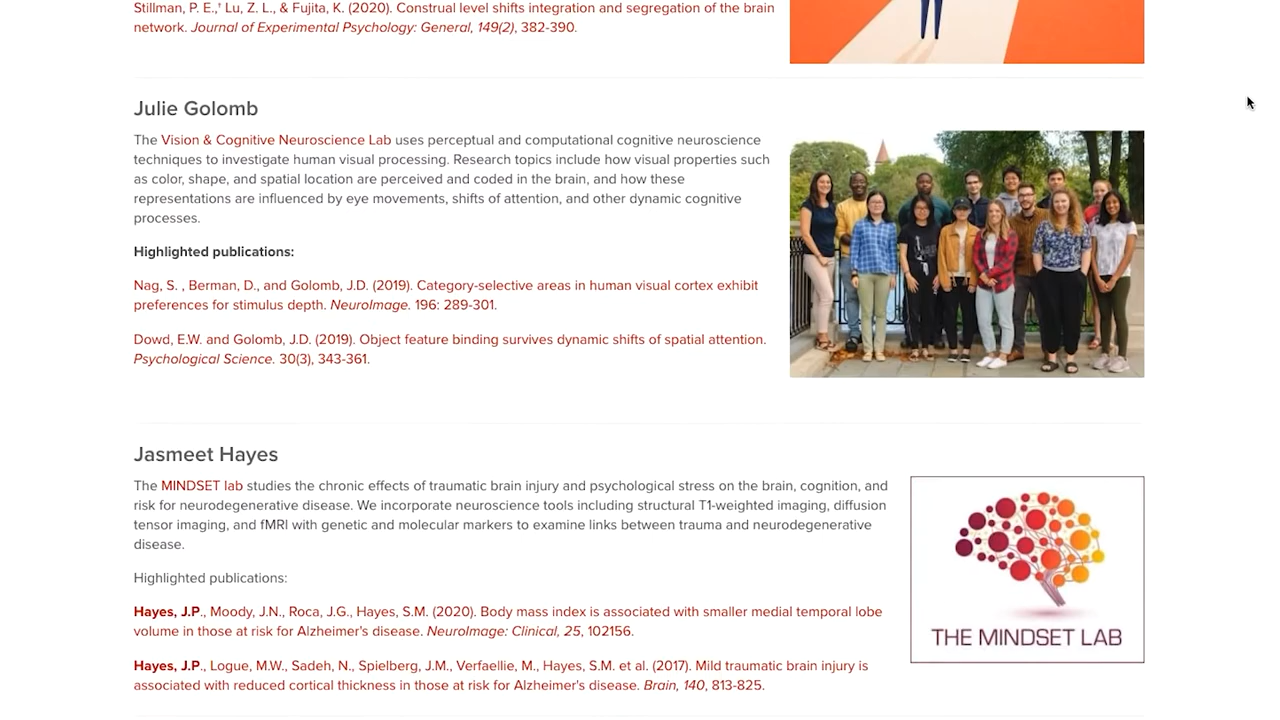 Stillman, P. E.,† Lu, Z. L., & Fujita, K. (2020). Construal level shifts integration and segregation of the brain
network. Journal of Experimental Psychology: General, 149(2), 382-390.
Julie Golomb
The Vision & Cognitive Neuroscience Lab uses perceptual and computational cognitive neuroscience
techniques to investigate human visual processing. Research topics include how visual properties such
as color, shape, and spatial location are perceived and coded in the brain, and how these
representations are influenced by eye movements, shifts of attention, and other dynamic cognitive
processes.
Highlighted publications:
Nag, S. , Berman, D., and Golomb, J.D. (2019). Category-selective areas in human visual cortex exhibit
preferences for stimulus depth. NeuroImage. 196: 289-301.
Dowd, E.W. and Golomb, J.D. (2019). Object feature binding survives dynamic shifts of spatial attention.
Psychological Science. 30(3), 343-361.
Jasmeet Hayes
The MINDSET lab studies the chronic effects of traumatic brain injury and psychological stress on the brain, cognition, and
risk for neurodegenerative disease. We incorporate neuroscience tools including structural T1-weighted imaging, diffusion
tensor imaging, and fMRI with genetic and molecular markers to examine links between trauma and neurodegenerative
disease.
Highlighted publications:
Hayes, J.P., Moody, J.N., Roca, J.G., Hayes, S.M. (2020). Body mass index is associated with smaller medial temporal lobe
volume in those at risk for Alzheimer's disease. NeuroImage: Clinical, 25, 102156.
Hayes, J.P., Logue, M.W., Sadeh, N., Spielberg, J.M., Verfaellie, M., Hayes, S.M. et al. (2017). Mild traumatic brain injury is
associated with reduced cortical thickness in those at risk for Alzheimer's disease. Brain, 140, 813-825.
THE MINDSET LAB